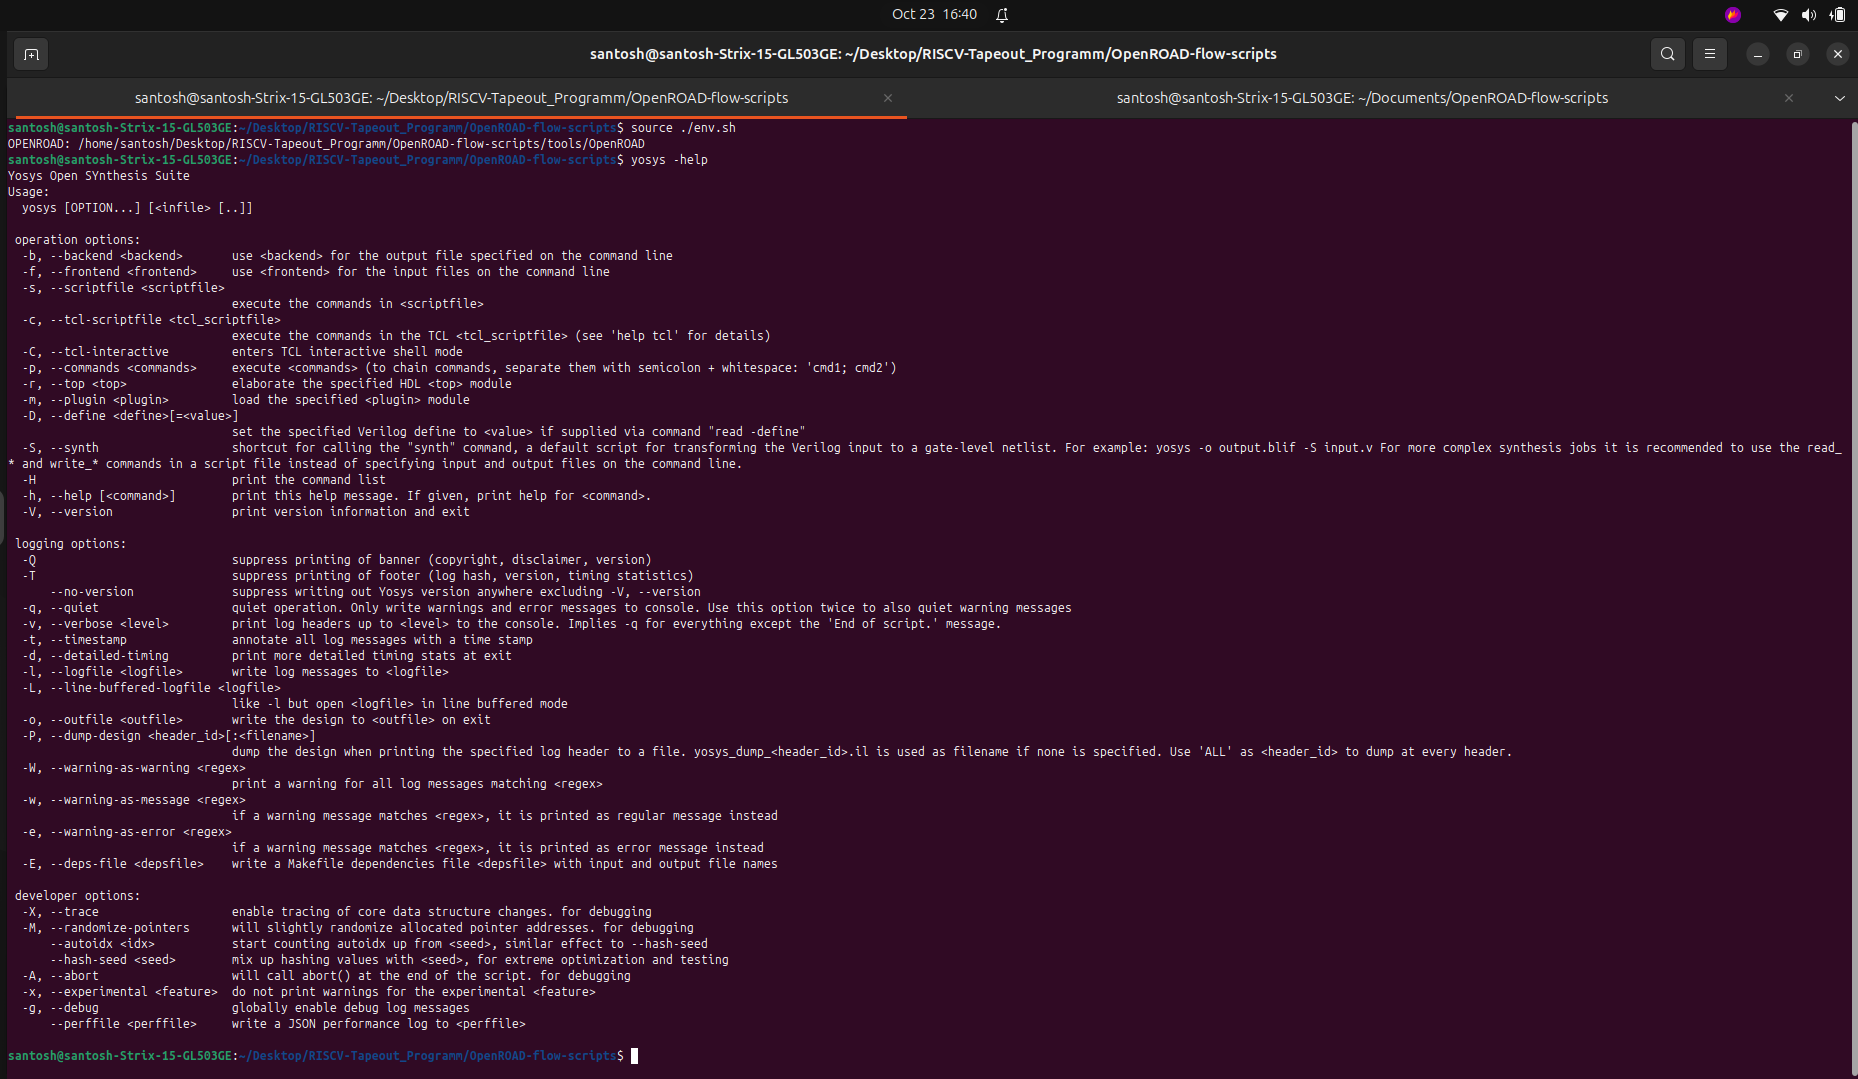 Oct 23 16:40
santosh@santosh-Strix-15-GL503GE: ~/Desktop/RISCV-Tapeout_Programm/OpenROAD-flow-scripts
santosh@santosh-Strix-15-GL503GE: ~/Desktop/RISCV-Tapeout_Programm/OpenROAD-flow-scripts
santosh@santosh-Strix-15-GL503GE: ~/Documents/OpenROAD-flow-scripts
santosh@santosh-Strix-15-GL503GE:~/Desktop/RISCV-Tapeout_Programm/OpenROAD-flow-scripts$ source ./env.sh
OPENROAD: /home/santosh/Desktop/RISCV-Tapeout_Programm/OpenROAD-flow-scripts/tools/OpenROAD
santosh@santosh-Strix-15-GL503GE:~/Desktop/RISCV-Tapeout_Programm/OpenROAD-flow-scripts$ yosys -help
Yosys Open SYnthesis Suite
Usage:
  yosys [OPTION...] [<infile> [..]]
 operation options:
  -b, --backend <backend>       use <backend> for the output file specified on the command line
  -f, --frontend <frontend>     use <frontend> for the input files on the command line
  -s, --scriptfile <scriptfile>
                                execute the commands in <scriptfile>
  -c, --tcl-scriptfile <tcl_scriptfile>
                                execute the commands in the TCL <tcl_scriptfile> (see 'help tcl' for details)
  -C, --tcl-interactive         enters TCL interactive shell mode
  -p, --commands <commands>     execute <commands> (to chain commands, separate them with semicolon + whitespace: 'cmd1; cmd2')
  -r, --top <top>               elaborate the specified HDL <top> module
  -m, --plugin <plugin>         load the specified <plugin> module
  -D, --define <define>[=<value>]
                                set the specified Verilog define to <value> if supplied via command "read -define"
  -S, --synth                   shortcut for calling the "synth" command, a default script for transforming the Verilog input to a gate-level netlist. For example: yosys -o output.blif -S input.v For more complex synthesis jobs it is recommended to use the read_
* and write_* commands in a script file instead of specifying input and output files on the command line.
  -H                            print the command list
  -h, --help [<command>]        print this help message. If given, print help for <command>.
  -V, --version                 print version information and exit
 logging options:
  -Q                            suppress printing of banner (copyright, disclaimer, version)
  -T                            suppress printing of footer (log hash, version, timing statistics)
      --no-version              suppress writing out Yosys version anywhere excluding -V, --version
  -q, --quiet                   quiet operation. Only write warnings and error messages to console. Use this option twice to also quiet warning messages
  -v, --verbose <level>         print log headers up to <level> to the console. Implies -q for everything except the 'End of script.' message.
  -t, --timestamp               annotate all log messages with a time stamp
  -d, --detailed-timing         print more detailed timing stats at exit
  -l, --logfile <logfile>       write log messages to <logfile>
  -L, --line-buffered-logfile <logfile>
                                like -l but open <logfile> in line buffered mode
  -o, --outfile <outfile>       write the design to <outfile> on exit
  -P, --dump-design <header_id>[:<filename>]
                                dump the design when printing the specified log header to a file. yosys_dump_<header_id>.il is used as filename if none is specified. Use 'ALL' as <header_id> to dump at every header.
  -W, --warning-as-warning <regex>
                                print a warning for all log messages matching <regex>
  -w, --warning-as-message <regex>
                                if a warning message matches <regex>, it is printed as regular message instead
  -e, --warning-as-error <regex>
                                if a warning message matches <regex>, it is printed as error message instead
  -E, --deps-file <depsfile>    write a Makefile dependencies file <depsfile> with input and output file names
 developer options:
  -X, --trace                   enable tracing of core data structure changes. for debugging
  -M, --randomize-pointers      will slightly randomize allocated pointer addresses. for debugging
      --autoidx <idx>           start counting autoidx up from <seed>, similar effect to --hash-seed
      --hash-seed <seed>        mix up hashing values with <seed>, for extreme optimization and testing
  -A, --abort                   will call abort() at the end of the script. for debugging
  -x, --experimental <feature>  do not print warnings for the experimental <feature>
  -g, --debug                   globally enable debug log messages
      --perffile <perffile>     write a JSON performance log to <perffile>
santosh@santosh-Strix-15-GL503GE:~/Desktop/RISCV-Tapeout_Programm/OpenROAD-flow-scripts$